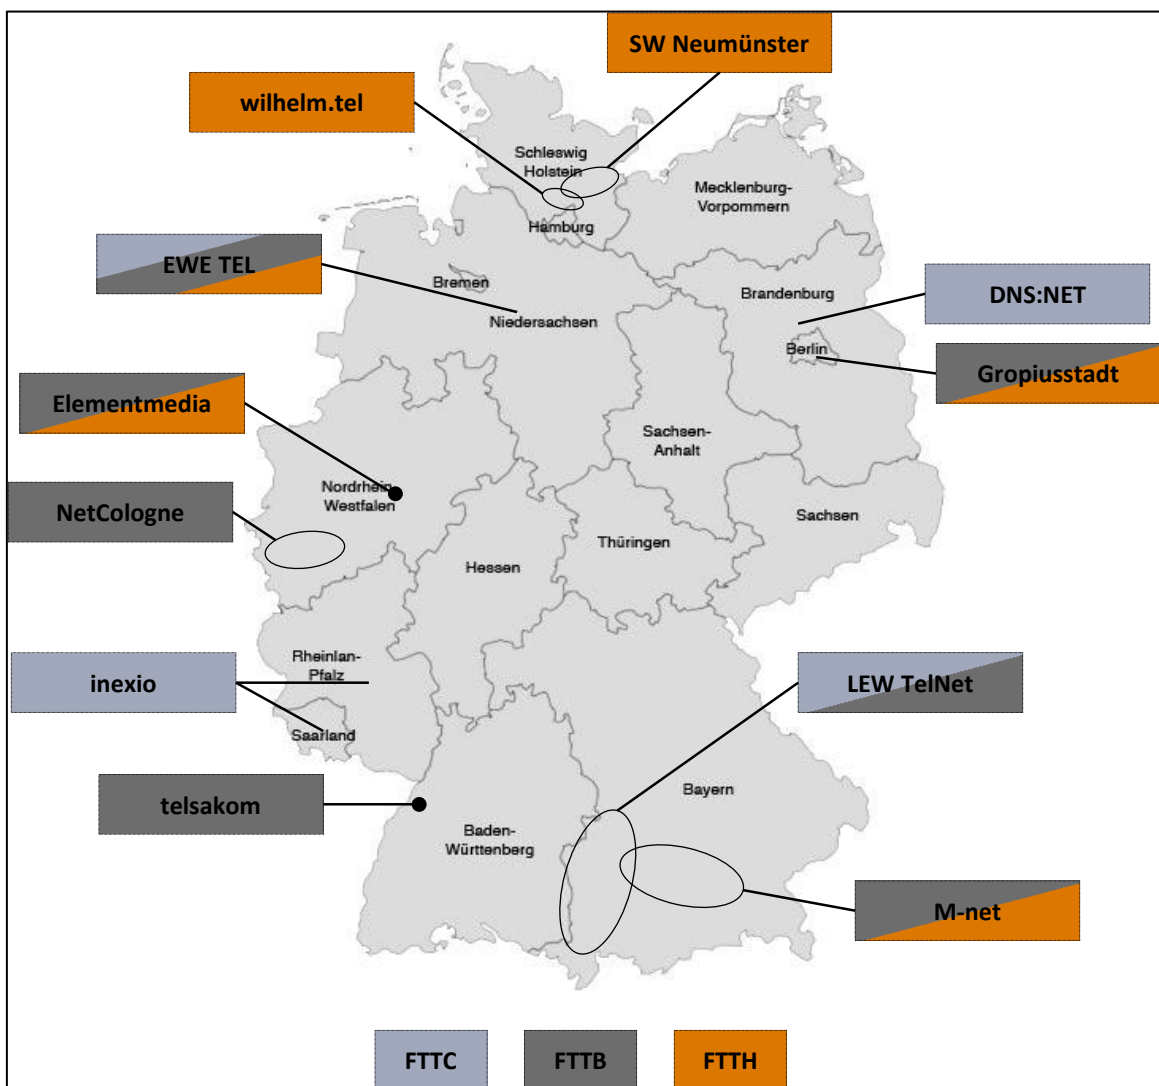 SW Neumünster
wilhelm.tel
Schleswig
Holstein
Mecklenburg-
Vorpommern
Hamburg
EWE TEL
Bremen
Niedersachsen
Brandenburg
DNS:NET
Berlin
Gropiusstadt
Elementmedia
Sachsen-
Anhalt
Nordrhein
Westfalen
NetCologne
Sachsen
Thüringen
Hessen
inexio
Rheinlan-
Pfalz
LEW TelNet
Saarland
telsakom
Bayern
Baden-
Württenberg
M-net
FTTC
FTTB
FTTH